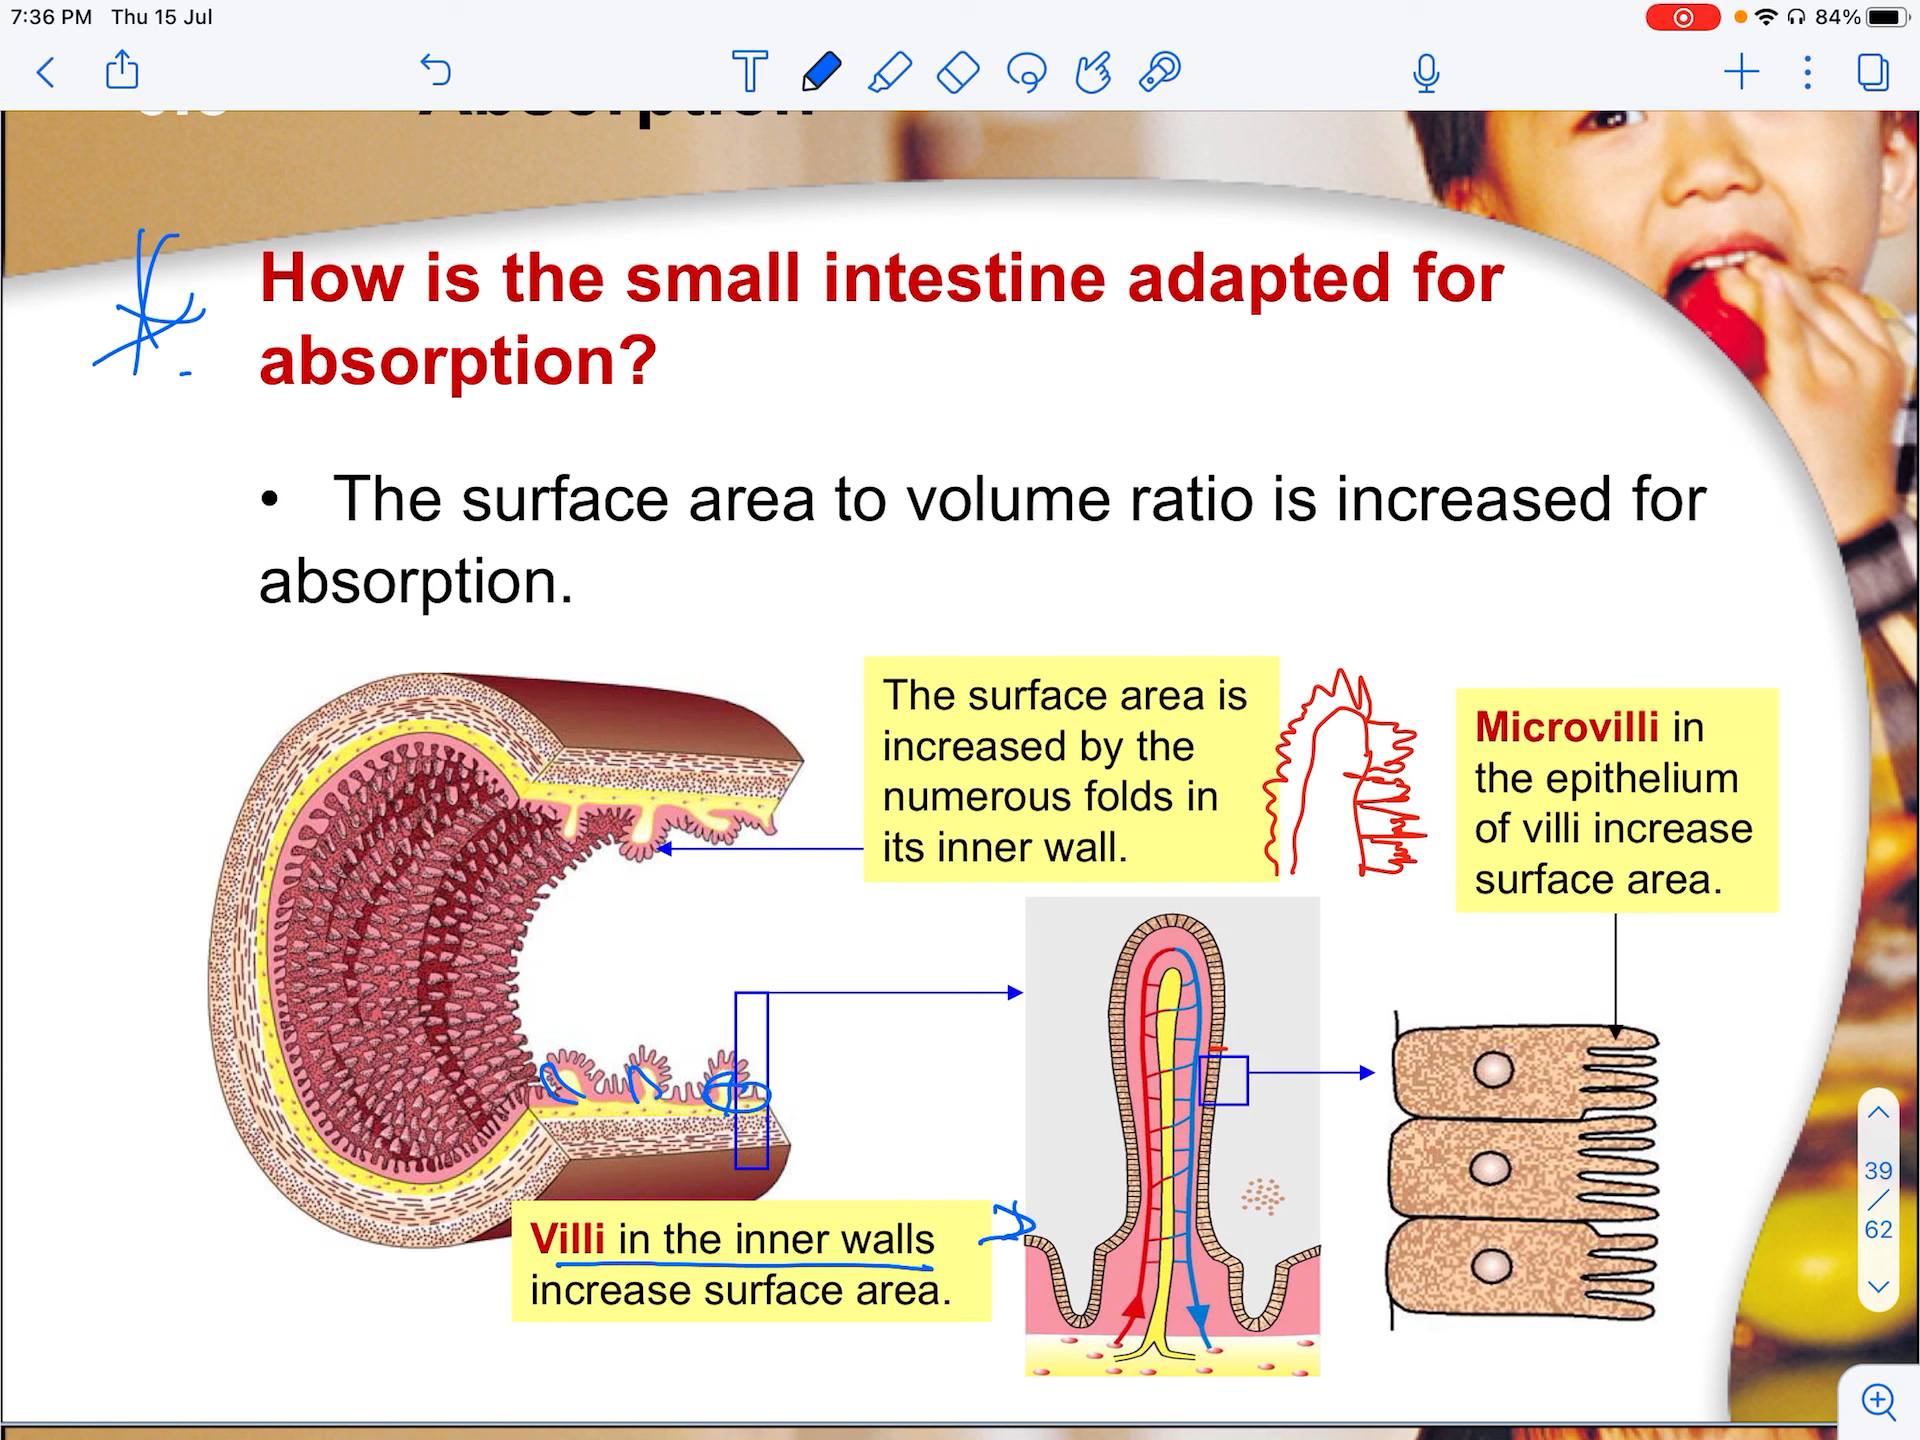 7:36 PM Thu 15 Jul
84%
T
Absorption
How is the small intestine adapted for
absorption?
• The surface area to volume ratio is increased for
absorption.
The surface area is
increased by the
numerous folds in
its inner wall.
Microvilli in
the epithelium
of villi increase
surface area.
Villi in the inner walls
increase surface area.
39
/
62